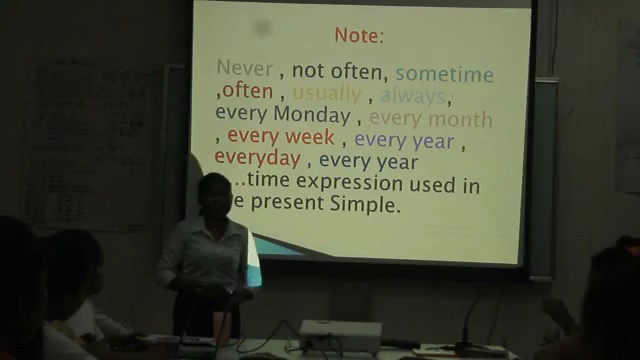 Note:
Never , not often, sometime
,often , usually , always,
every Monday , every month
, every week , every year ,
everyday , every year
..time expression used in
e present Simple.